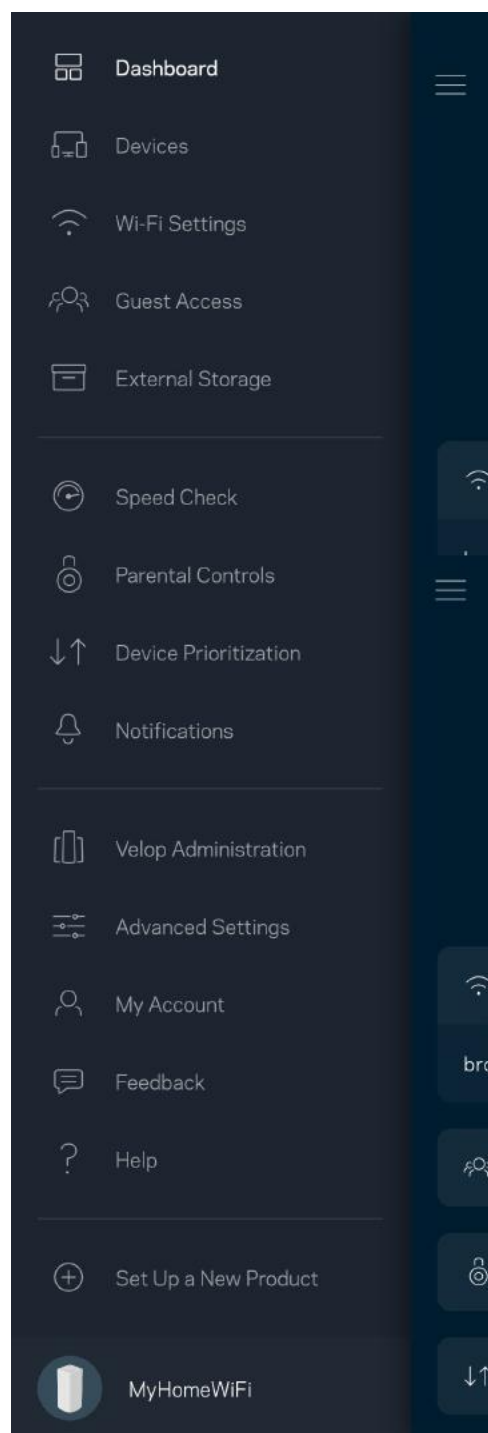 Dashboard
Devices
Wi-Fi Settings
Guest Access
External Storage
Speed Check
Parental Controls
Device Prioritization
Notifications
Velop Administration
Advanced Settings
My Account
Feedback
Help
Set Up a New Product
MyHomeWiFi